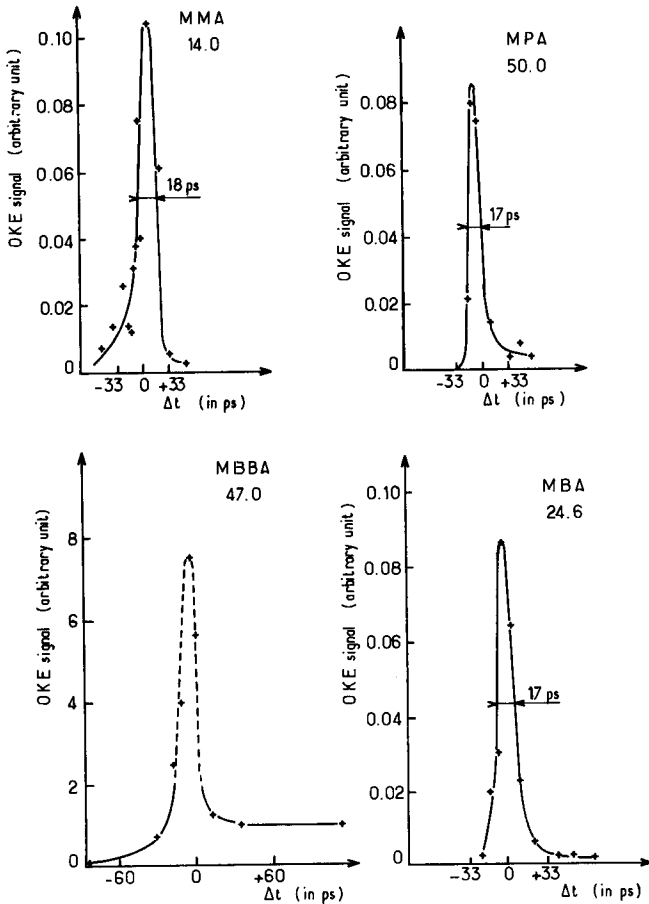 MMA
14.0
OKE signal (arbitrary unit)
0.10
0.08
0.06
0.04
0.02
0
18 ps
-33 0 +33
Δt (in ps)
MPA
50.0
OKE signal (arbitrary unit)
0.08
0.06
0.04
0.02
0
17 ps
-33 0 +33
Δt (in ps)
MBBA
47.0
OKE signal (arbitrary unit)
8
6
4
2
0
-60 0 +60
Δt (in ps)
MBA
24.6
OKE signal (arbitrary unit)
0.10
0.08
0.06
0.04
0.02
0
17 ps
-33 0 +33
Δt (in ps)